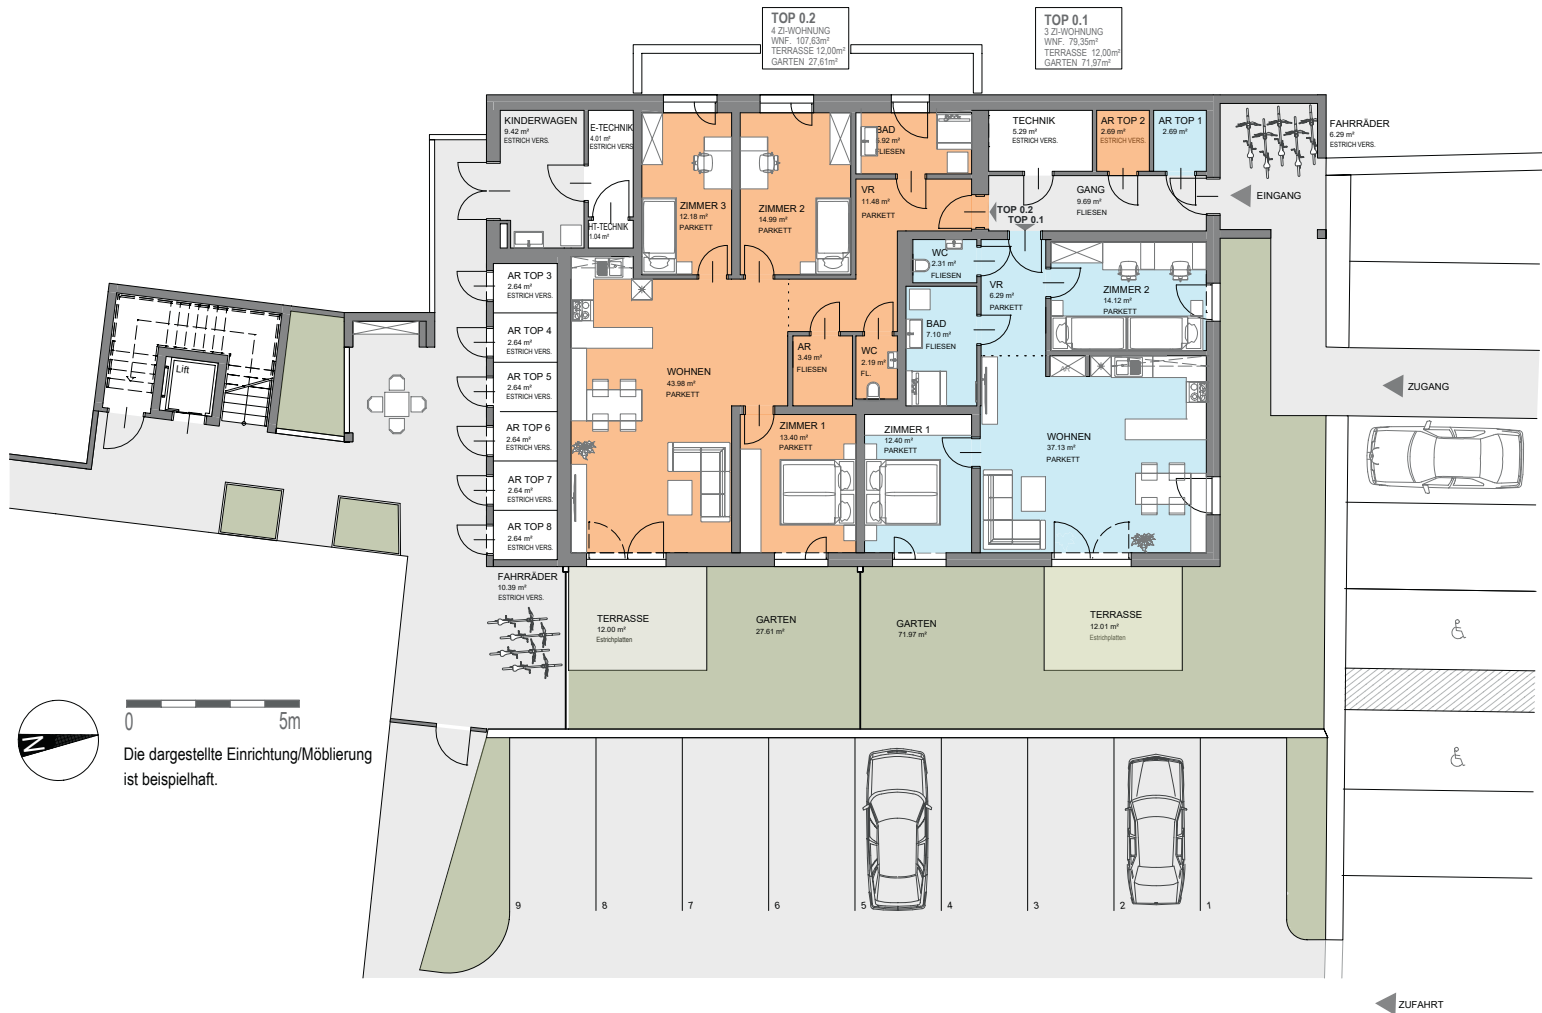 TOP 0.2
4 ZI-WOHNUNG
WNF. 107,63m²
TERRASSE 12,00m²
GARTEN 27,61m²
TOP 0.1
3 ZI-WOHNUNG
WNF. 79,35m²
TERRASSE 12,00m²
GARTEN 71,97m²
KINDERWAGEN
9.42 m²
ESTRICH VERS.
E-TECHNIK
4.01 m²
ESTRICH VERS.
HT-TECHNIK
1.04 m²
ZIMMER 3
12.18 m²
PARKETT
ZIMMER 2
14.99 m²
PARKETT
BAD
5.92 m²
FLIESEN
VR
11.48 m²
PARKETT
TECHNIK
5.29 m²
ESTRICH VERS.
AR TOP 2
2.69 m²
ESTRICH VERS.
AR TOP 1
2.69 m²
FAHRRÄDER
6.29 m²
ESTRICH VERS.
GANG
9.69 m²
FLIESEN
EINGANG
TOP 0.2
TOP 0.1
WC
2.31 m²
FLIESEN
VR
6.29 m²
PARKETT
ZIMMER 2
14.12 m²
PARKETT
BAD
7.10 m²
FLIESEN
AR TOP 3
2.64 m²
ESTRICH VERS.
AR TOP 4
2.64 m²
ESTRICH VERS.
AR TOP 5
2.64 m²
ESTRICH VERS.
AR TOP 6
2.64 m²
ESTRICH VERS.
AR TOP 7
2.64 m²
ESTRICH VERS.
AR TOP 8
2.64 m²
ESTRICH VERS.
Lift
WOHNEN
43.98 m²
PARKETT
AR
3.49 m²
FLIESEN
WC
2.19 m²
FL.
AR
ZUGANG
ZIMMER 1
13.40 m²
PARKETT
ZIMMER 1
12.40 m²
PARKETT
WOHNEN
37.13 m²
PARKETT
FAHRRÄDER
10.39 m²
ESTRICH VERS.
TERRASSE
12.00 m²
Estrichplatten
GARTEN
27.61 m²
GARTEN
71.97 m²
TERRASSE
12.01 m²
Estrichplatten
N
0
5m
Die dargestellte Einrichtung/Möblierung
ist beispielhaft.
9
8
7
6
5
4
3
2
1
ZUFAHRT